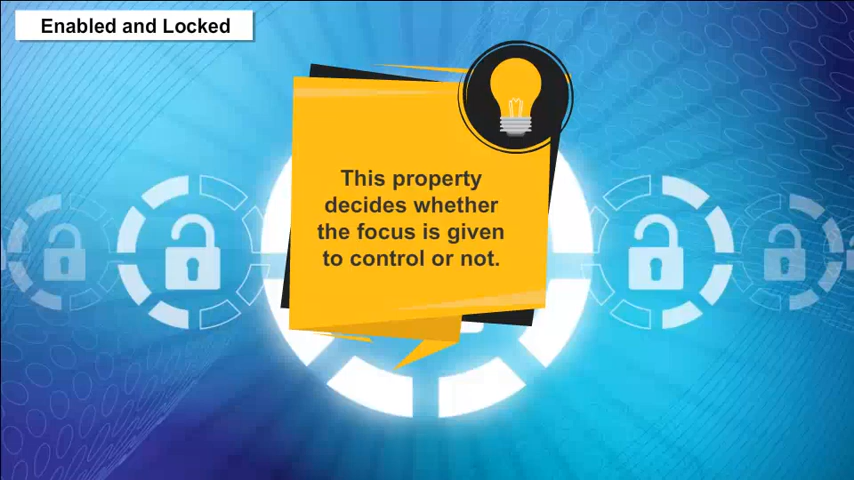 Enabled and Locked
This property
decides whether
the focus is given
to control or not.